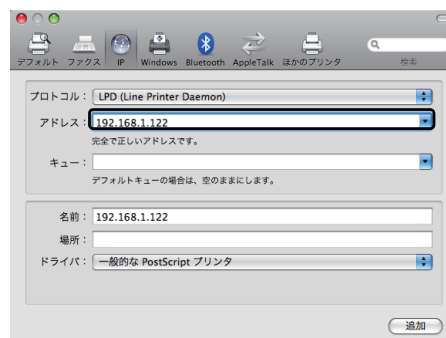 デフォルト ファクス IP Windows Bluetooth AppleTalk ほかのプリンタ 検索
プロトコル： LPD (Line Printer Daemon)
アドレス： 192.168.1.122
完全で正しいアドレスです。
キュー：
デフォルトキューの場合は、空のままにします。
名前： 192.168.1.122
場所：
ドライバ： 一般的な PostScript プリンタ
追加